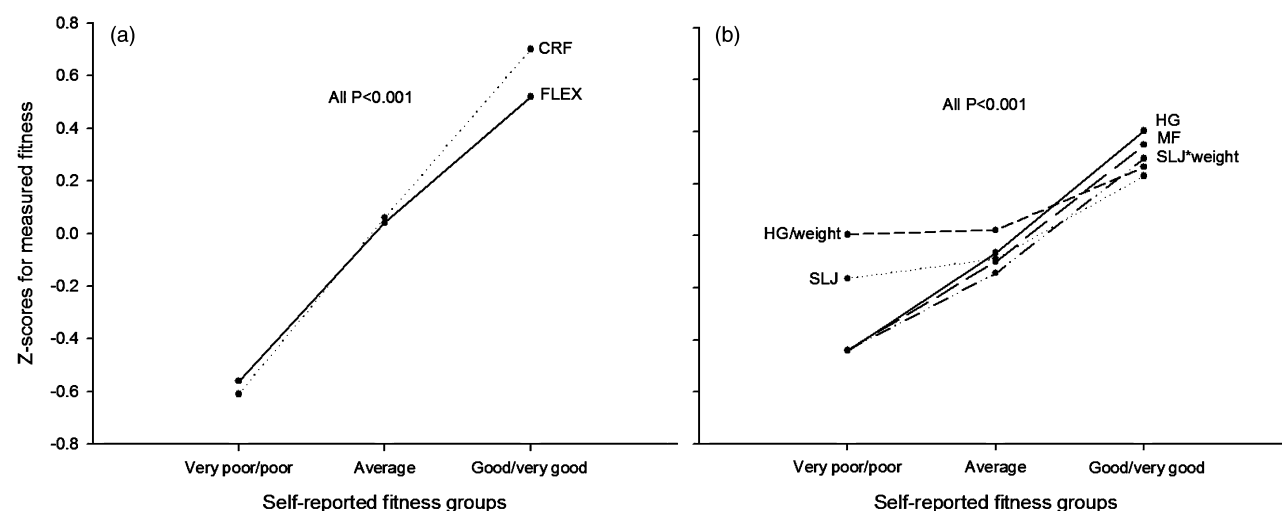 (a)
0.8
0.6
0.4
0.2
0.0
-0.2
-0.4
-0.6
-0.8
Z-scores for measured fitness
All P<0.001
CRF
FLEX
Very poor/poor
Average
Good/very good
Self-reported fitness groups
(b)
All P<0.001
HG
MF
SLJ*weight
HG/weight
SLJ
Very poor/poor
Average
Good/very good
Self-reported fitness groups